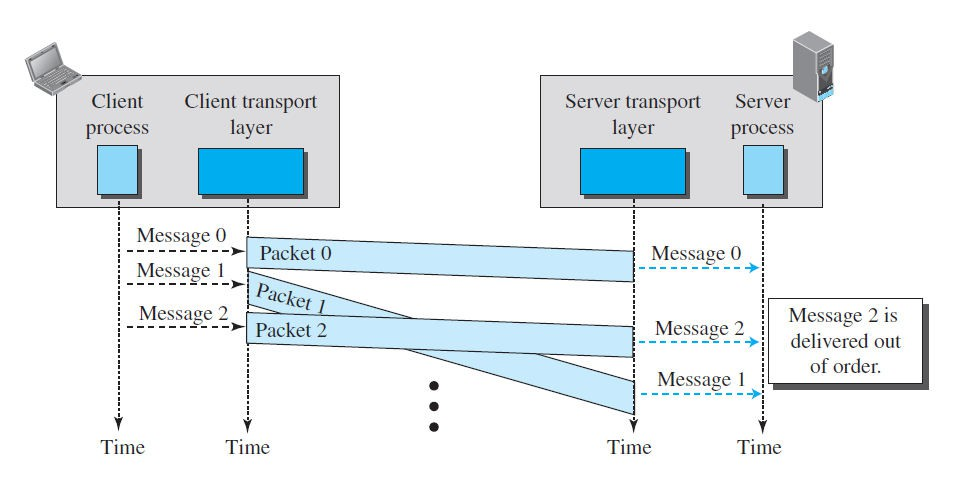 Client
process
Client transport
layer
Server transport
layer
Server
process
Message 0
Packet 0
Message 0
Message 1
Packet 1
Message 2
Packet 2
Message 2
Message 1
Message 2 is
delivered out
of order.
Time
Time
Time
Time